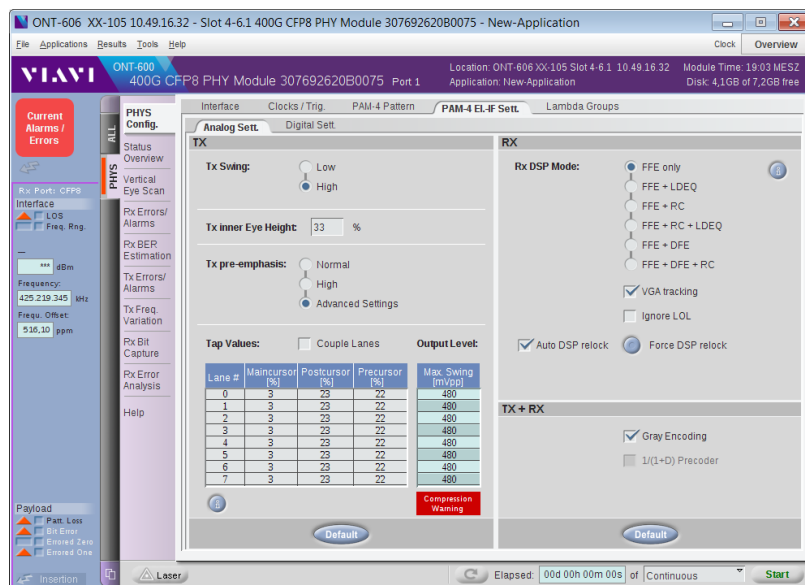 ONT-606 XX-105 10.49.16.32 - Slot 4-6.1 400G CFP8 PHY Module 307692620B0075 - New-Application
File Applications Results Tools Help
Clock Overview
VIAVI
ONT-600
400G CFP8 PHY Module 307692620B0075 Port 1
Location: ONT-606 XX-105 Slot 4-6.1 10.49.16.32
Application: New-Application
Module Time: 19:03 MESZ
Disk: 4,1GB of 7,2GB free
Current
Alarms /
Errors
Rx Port: CFP8
Interface
LOS
Freq. Rng.
—
*** dBm
Frequency:
425.219.345 kHz
Frequ. Offset:
516,10 ppm
Payload
Patt. Loss
Bit Error
Errored Zero
Errored One
Insertion
ALL
PHYS
PHYS
Config.
Status
Overview
Vertical
Eye Scan
Rx Errors/
Alarms
Rx BER
Estimation
Tx Errors/
Alarms
Tx Freq.
Variation
Rx Bit
Capture
Rx Error
Analysis
Help
Interface Clocks / Trig. PAM-4 Pattern PAM-4 EL-IF Sett. Lambda Groups
Analog Sett. Digital Sett.
TX
Tx Swing:
Low
High
Tx inner Eye Height: 33 %
Tx pre-emphasis:
Normal
High
Advanced Settings
Tap Values: Couple Lanes Output Level:
Lane # Maincursor [%] Postcursor [%] Precursor [%] Max. Swing [mVpp]
0 3 23 22 480
1 3 23 22 480
2 3 23 22 480
3 3 23 22 480
4 3 23 22 480
5 3 23 22 480
6 3 23 22 480
7 3 23 22 480
Compression
Warning
Default
RX
Rx DSP Mode:
FFE only
FFE + LDEQ
FFE + RC
FFE + RC + LDEQ
FFE + DFE
FFE + DFE + RC
VGA tracking
Ignore LOL
Auto DSP relock Force DSP relock
TX + RX
Gray Encoding
1/(1+D) Precoder
Default
Laser
Elapsed: 00d 00h 00m 00s of Continuous Start